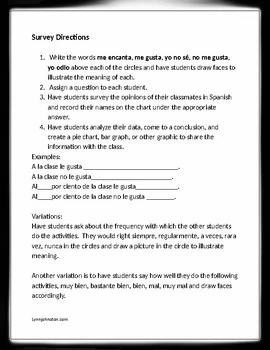 Survey Directions
1. Write the words me encanta, me gusta, yo no sé, no me gusta,
yo odio above each of the circles and have students draw faces to
illustrate the meaning of each.
2. Assign a question to each student.
3. Have students survey the opinions of their classmates in Spanish
and record their names on the chart under the appropriate
answer.
4. Have students analyze their data, come to a conclusion, and
create a pie chart, bar graph, or other graphic to share the
information with the class.
Examples:
A la clase le gusta____________________.
A la clase no le gusta____________________.
Al____por ciento de la clase le gusta____________.
Al____por ciento de la clase no le gusta ____________.
Variations:
Have students ask about the frequency with which the other students
do the activities. They would right siempre, regularmente, a veces, rara
vez, nunca in the circles and draw a picture in the circle to illustrate
meaning.
Another variation is to have students say how well they do the following
activities, muy bien, bastante bien, bien, mal, muy mal and draw faces
accordingly.
Lynnjohnston.com